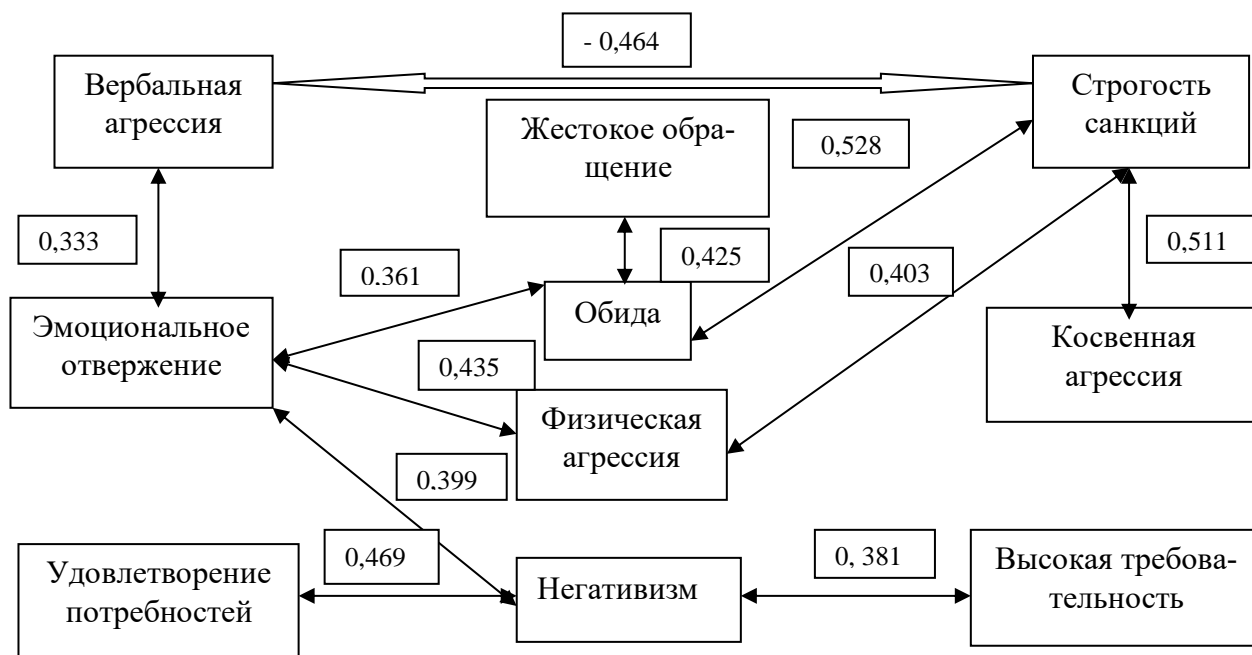 - 0,464
Вербальная
агрессия
Строгость
санкций
Жестокое обра-
щение
0,528
0,333
0,361
0,425
0,403
0,511
Эмоциональное
отвержение
Обида
Косвенная
агрессия
0,435
Физическая
агрессия
0,399
0,469
0, 381
Удовлетворение
потребностей
Негативизм
Высокая требова-
тельность